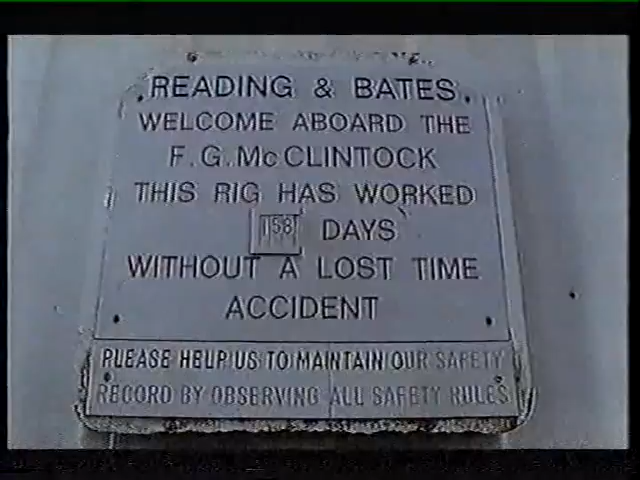 READING & BATES
WELCOME ABOARD THE
F.G. McCLINTOCK
THIS RIG HAS WORKED
158 DAYS
WITHOUT A LOST TIME
ACCIDENT
PLEASE HELP US TO MAINTAIN OUR SAFETY
RECORD BY OBSERVING ALL SAFETY RULES